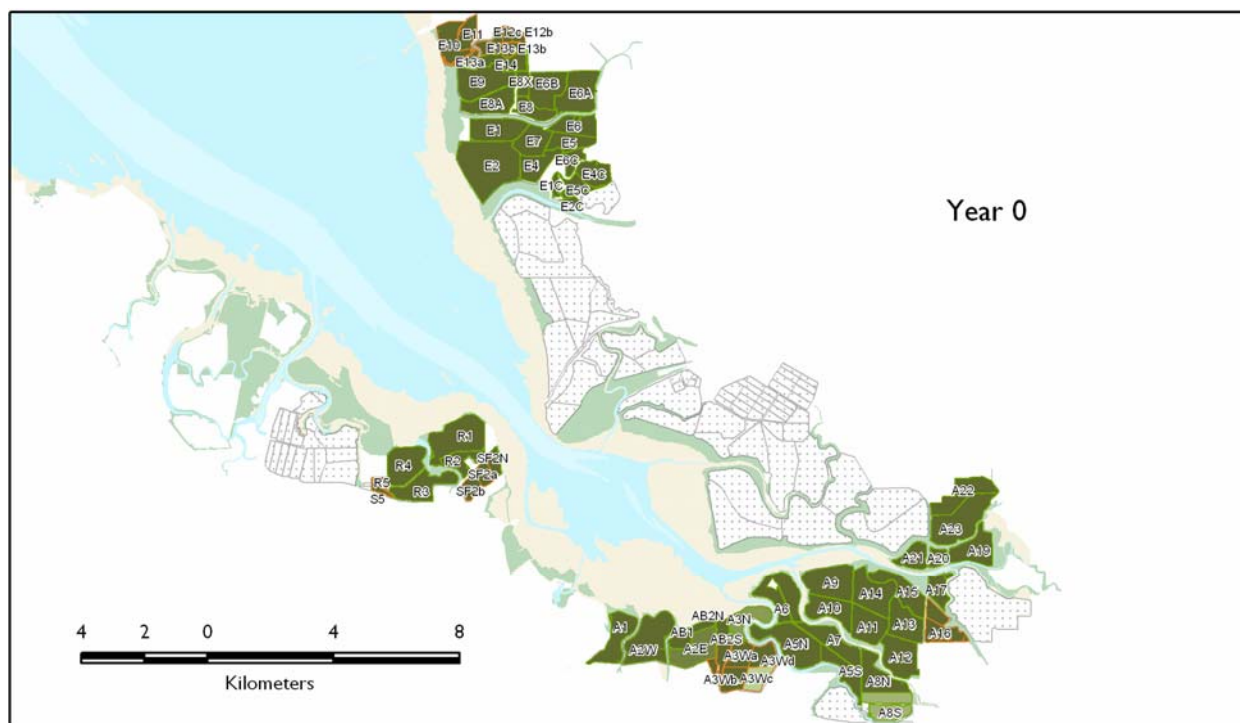 E11
E12c
E12b
E10
E13c
E13b
E13a
E14
E9
E8X
E6B
E6A
E8A
E8
E1
E6
E7
E5
E2
E4
E6C
E4C
E1C
E5C
E2C
Year 0
R1
SF2N
R4
R2
SF2a
R5
R3
SF2b
S5
A22
A23
A21
A20
A19
A9
A14
A15
A17
A6
A10
A11
A13
A16
A1
AB2N
A3N
AB1
AB2S
A5N
A7
A2W
A2E
A3Wa
A3Wd
A12
A3Wb
A3Wc
A5S
A8N
A8S
4 2 0 4 8
Kilometers